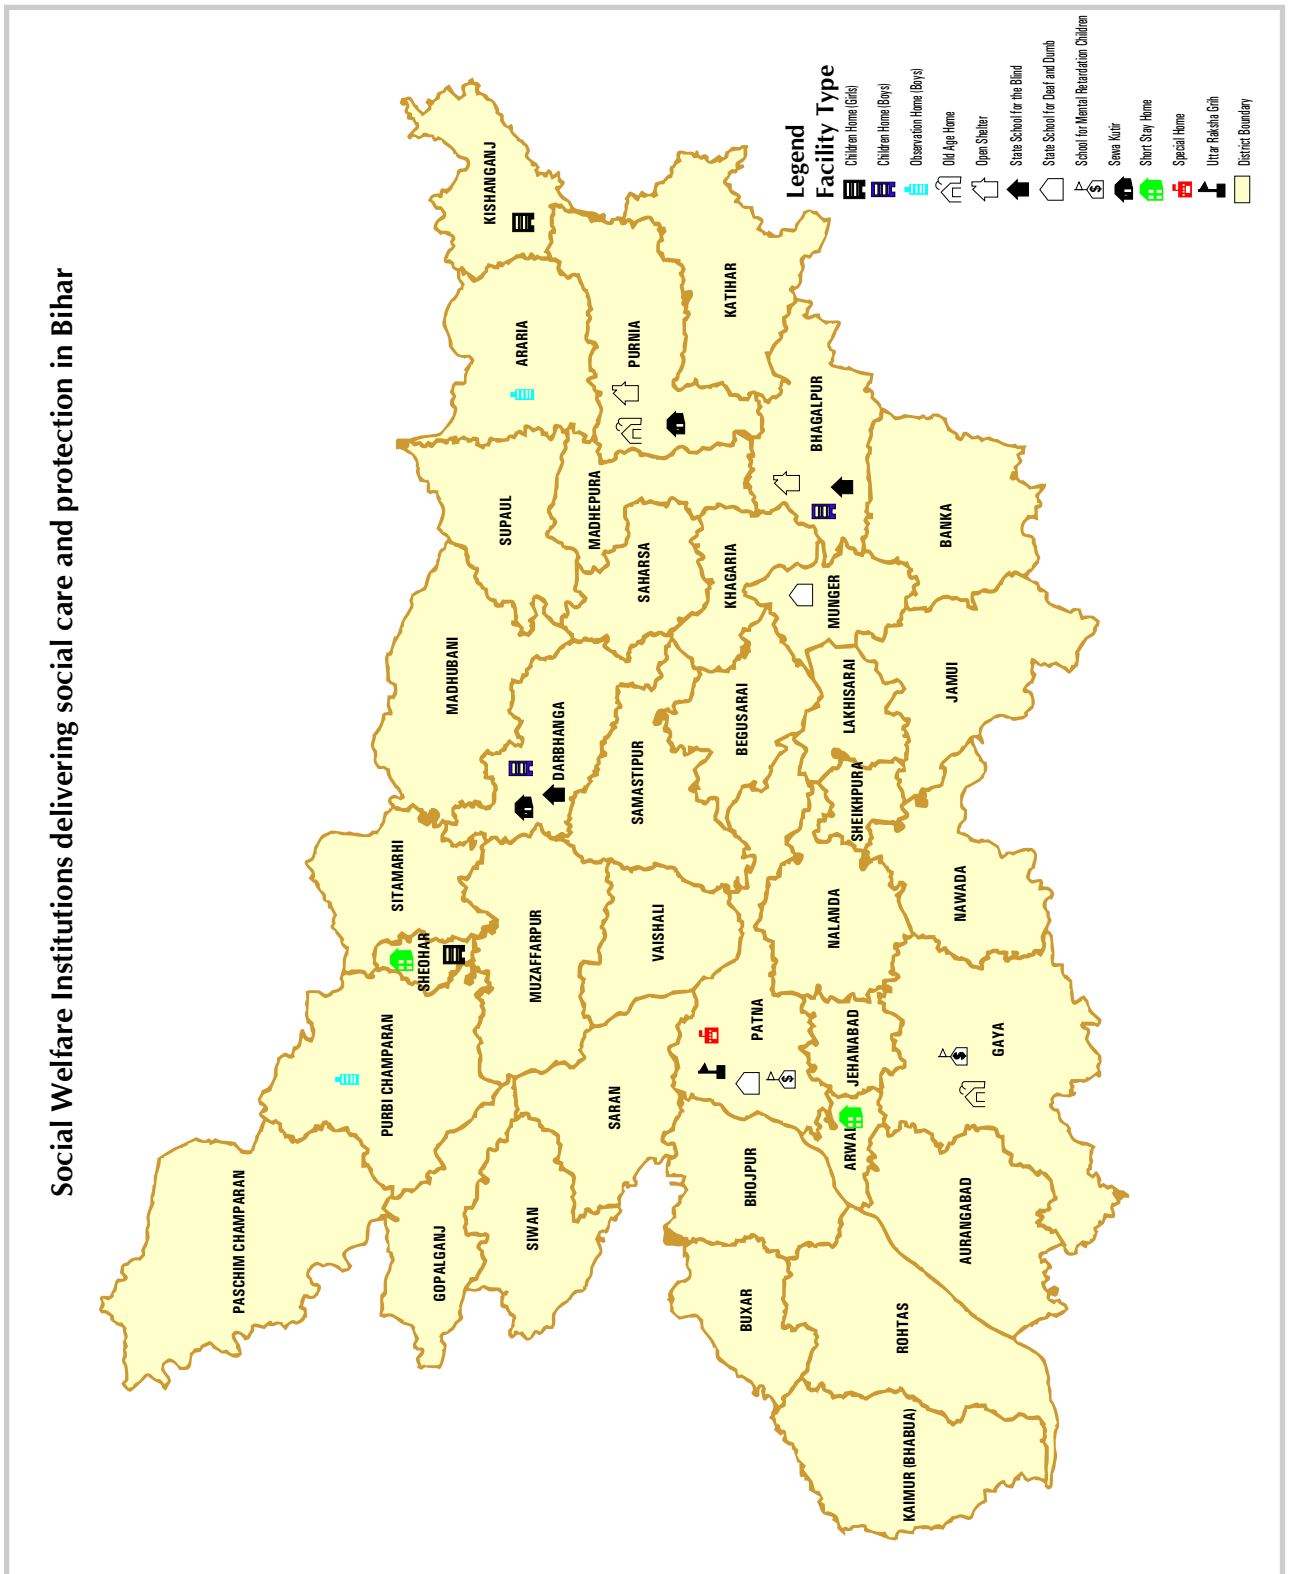 Social Welfare Institutions delivering social care and protection in Bihar
PASCHIM CHAMPARAN
PURBI CHAMPARAN
SHEOHAR
SITAMARHI
GOPALGANJ
MADHUBANI
SIWAN
MUZAFFARPUR
DARBHANGA
SUPAUL
ARARIA
KISHANGANJ
SARAN
VAISHALI
SAMASTIPUR
SAHARSA
MADHEPURA
PURNIA
BUXAR
BHOJPUR
PATNA
BEGUSARAI
KHAGARIA
KATIHAR
ARWAL
JEHANABAD
NALANDA
SHEIKHPURA
LAKHISARAI
MUNGER
BHAGALPUR
KAIMUR (BHABUA)
ROHTAS
AURANGABAD
GAYA
NAWADA
JAMUI
BANKA
Legend
Facility Type
Children Home (Girls)
Children Home (Boys)
Observation Home (Boys)
Old Age Home
Open Shelter
State School for the Blind
State School for Deaf and Dumb
School for Mental Retardation Children
$
Sewa Kutir
Short Stay Home
Special Home
Uttar Raksha Grih
District Boundary
$
$